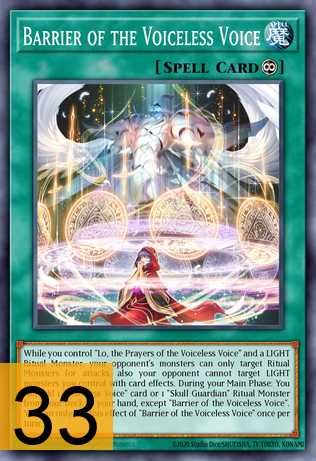 Barrier of the Voiceless Voice
[Spell Card]
While you control "Lo, the Prayers of the Voiceless Voice" and a LIGHT
Ritual Monster, your opponent's monsters can only target Ritual
Monsters for attacks, also your opponent cannot target LIGHT
monsters you control with card effects. During your Main Phase: You
Voice" card or 1 "Skull Guardian" Ritual Monster
your hand, except "Barrier of the Voiceless Voice".
effect of "Barrier of the Voiceless Voice" once per
33
©2020 Studio Dice/SHUEISHA, TV TOKYO, KONAMI